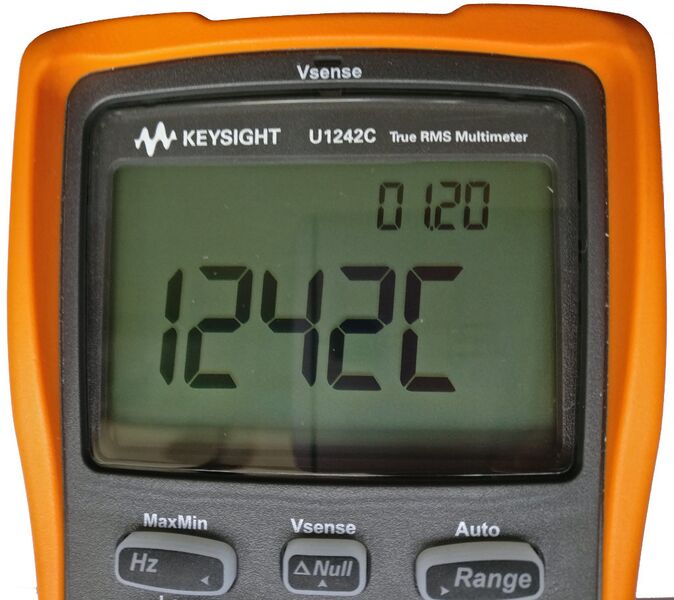 Vsense
KEYSIGHT U1242C True RMS Multimeter
01.20
1242C
MaxMin Vsense Auto
Hz ΔNull Range